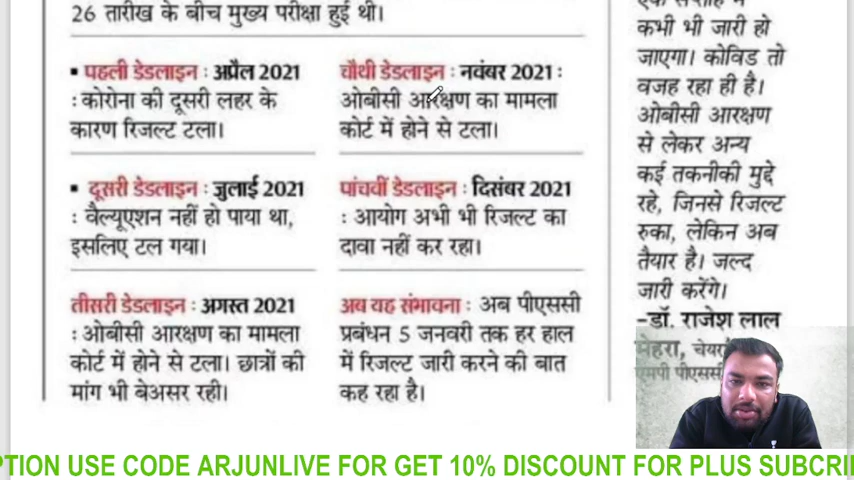 26 तारीख के बीच मुख्य परीक्षा हुई थी।
▪ पहली डेडलाइन : अप्रैल 2021
: कोरोना की दूसरी लहर के
कारण रिजल्ट टला।
▪ दूसरी डेडलाइन : जुलाई 2021
: वैल्यूएशन नहीं हो पाया था,
इसलिए टल गया।
तीसरी डेडलाइन : अगस्त 2021
: ओबीसी आरक्षण का मामला
कोर्ट में होने से टला। छात्रों की
मांग भी बेअसर रही।
चौथी डेडलाइन : नवंबर 2021 :
ओबीसी आरक्षण का मामला
कोर्ट में होने से टला।
पांचवीं डेडलाइन : दिसंबर 2021
: आयोग अभी भी रिजल्ट का
दावा नहीं कर रहा।
अब यह संभावना : अब पीएससी
प्रबंधन 5 जनवरी तक हर हाल
में रिजल्ट जारी करने की बात
कह रहा है।
कभी भी जारी हो
जाएगा। कोविड तो
वजह रहा ही है।
ओबीसी आरक्षण
से लेकर अन्य
कई तकनीकी मुद्दे
रहे, जिनसे रिजल्ट
रुका, लेकिन अब
तैयार है। जल्द
जारी करेंगे।
-डॉ. राजेश लाल
मेहरा,
एमपी पीएससी
USE CODE ARJUNLIVE FOR GET 10% DISCOUNT FOR PLUS